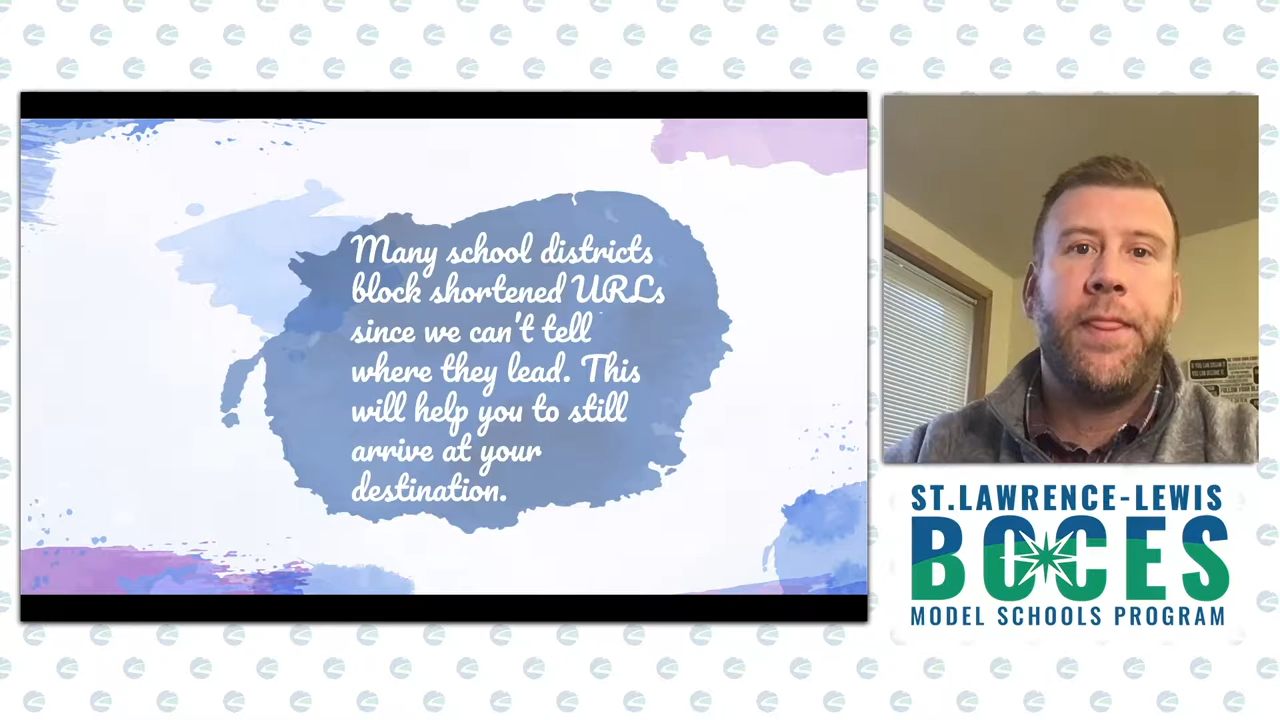 Many school districts
block shortened URLs
since we can't tell
where they lead. This
will help you to still
arrive at your
destination.
ST.LAWRENCE-LEWIS
BOCES
MODEL SCHOOLS PROGRAM